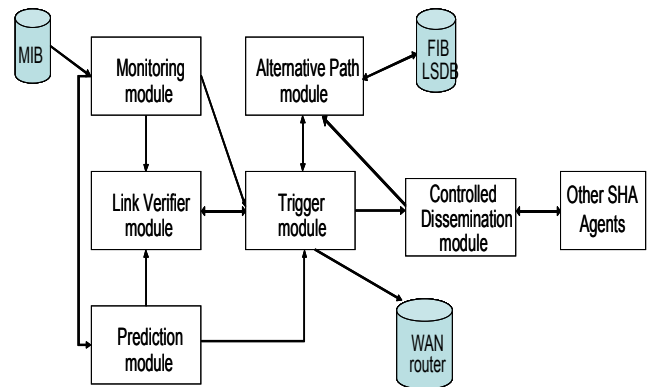 MIB
Monitoring
module
Alternative Path
module
FIB
LSDB
Link Verifier
module
Trigger
module
Controlled
Dissemination
module
Other SHA
Agents
Prediction
module
WAN
router